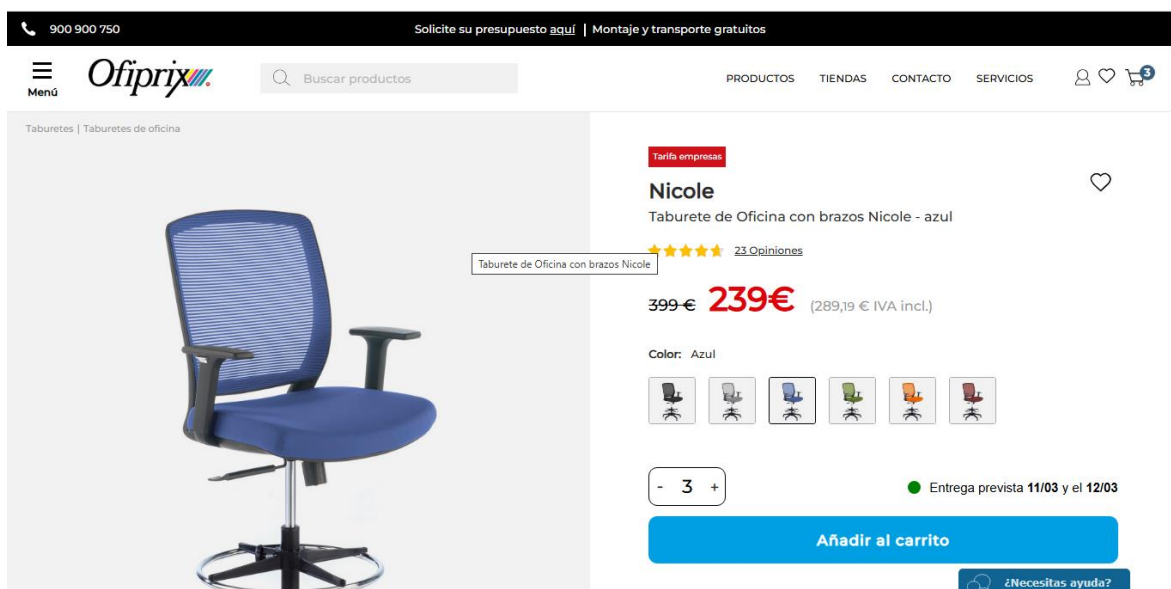 900 900 750
Solicite su presupuesto aquí | Montaje y transporte gratuitos
Menú
Ofiprix
Buscar productos
PRODUCTOS TIENDAS CONTACTO SERVICIOS
3
Taburetes | Taburetes de oficina
Tarifa empresas
Nicole
Taburete de Oficina con brazos Nicole - azul
23 Opiniones
Taburete de Oficina con brazos Nicole
399 € 239€ (289,19 € IVA incl.)
Color: Azul
- 3 +
Entrega prevista 11/03 y el 12/03
Añadir al carrito
¿Necesitas ayuda?